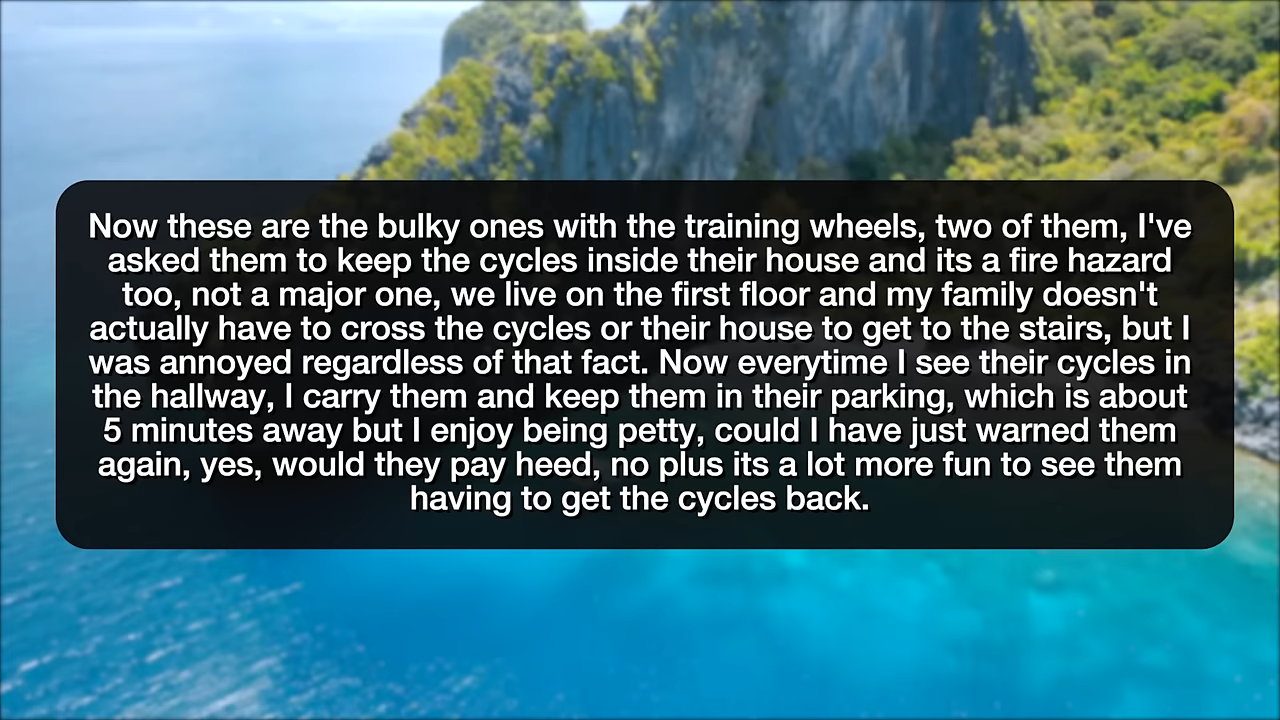 Now these are the bulky ones with the training wheels, two of them, I've
asked them to keep the cycles inside their house and its a fire hazard
too, not a major one, we live on the first floor and my family doesn't
actually have to cross the cycles or their house to get to the stairs, but I
was annoyed regardless of that fact. Now everytime I see their cycles in
the hallway, I carry them and keep them in their parking, which is about
5 minutes away but I enjoy being petty, could I have just warned them
again, yes, would they pay heed, no plus its a lot more fun to see them
having to get the cycles back.